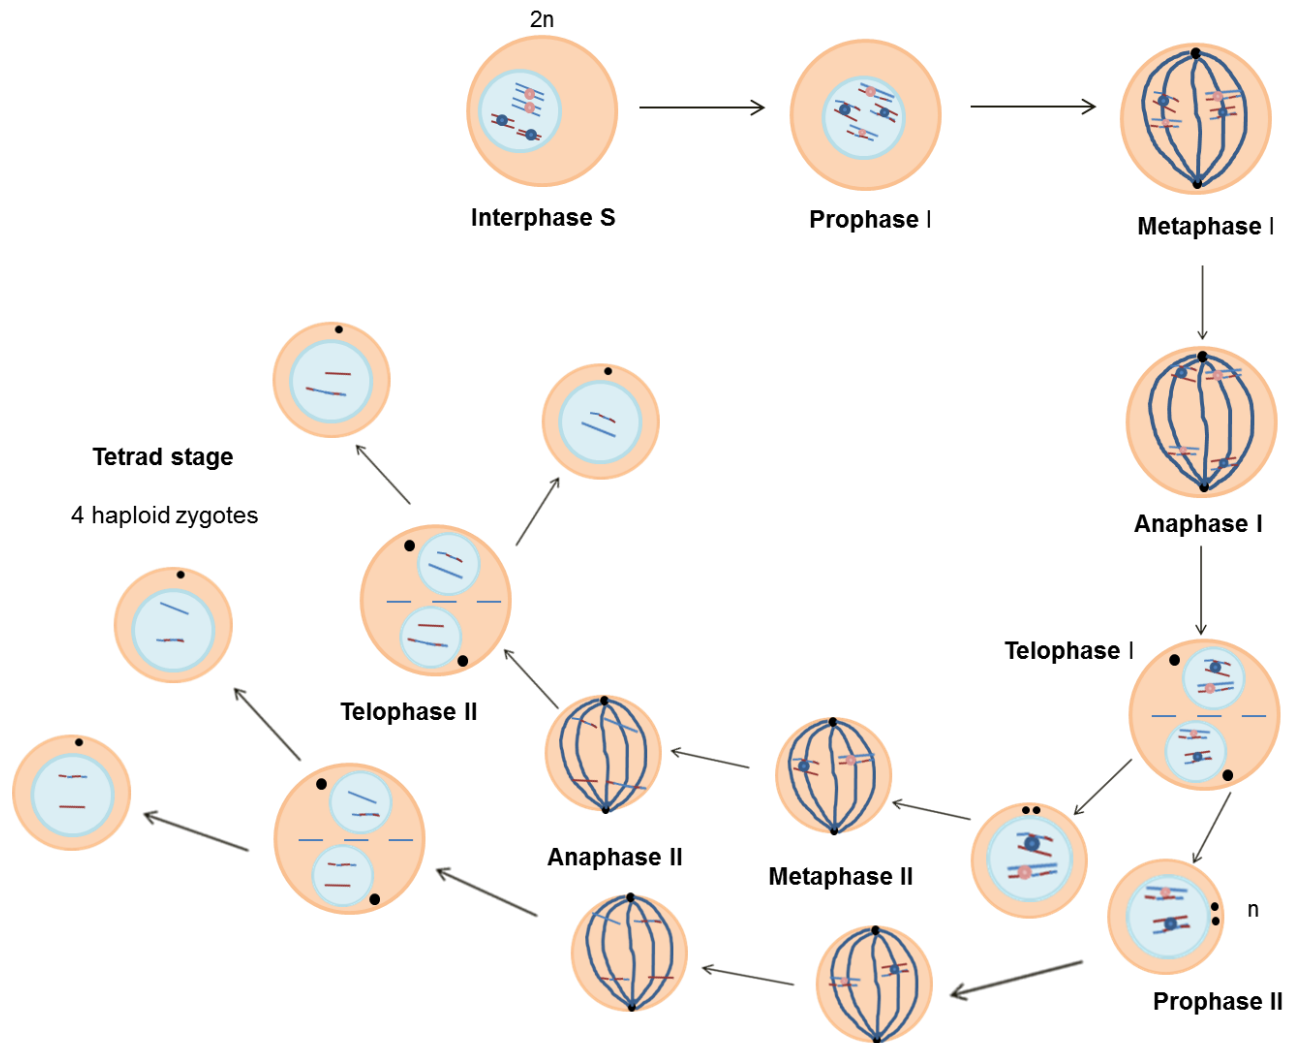 2n
Interphase S
Prophase I
Metaphase I
Anaphase I
Tetrad stage
4 haploid zygotes
Telophase I
Telophase II
Anaphase II
Metaphase II
n
Prophase II